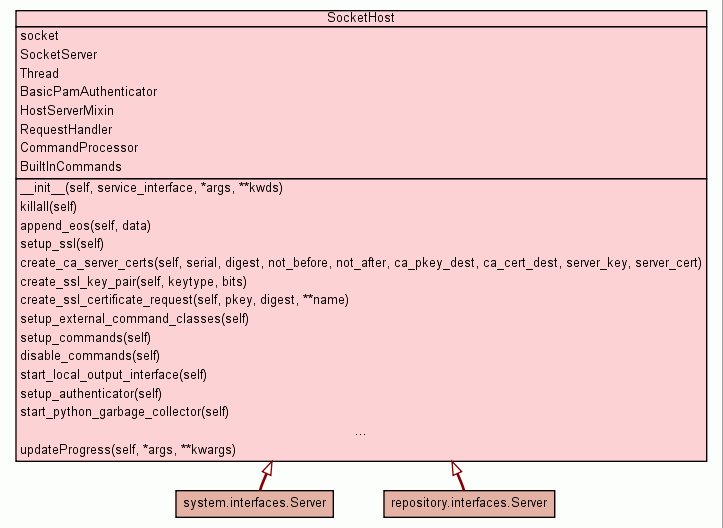 SocketHost
socket
SocketServer
Thread
BasicPamAuthenticator
HostServerMixin
RequestHandler
CommandProcessor
BuiltInCommands
__init__(self, service_interface, *args, **kwds)
killall(self)
append_eos(self, data)
setup_ssl(self)
create_ca_server_certs(self, serial, digest, not_before, not_after, ca_pkey_dest, ca_cert_dest, server_key, server_cert)
create_ssl_key_pair(self, keytype, bits)
create_ssl_certificate_request(self, pkey, digest, **name)
setup_external_command_classes(self)
setup_commands(self)
disable_commands(self)
start_local_output_interface(self)
setup_authenticator(self)
start_python_garbage_collector(self)
...
updateProgress(self, *args, **kwargs)
system.interfaces.Server
repository.interfaces.Server